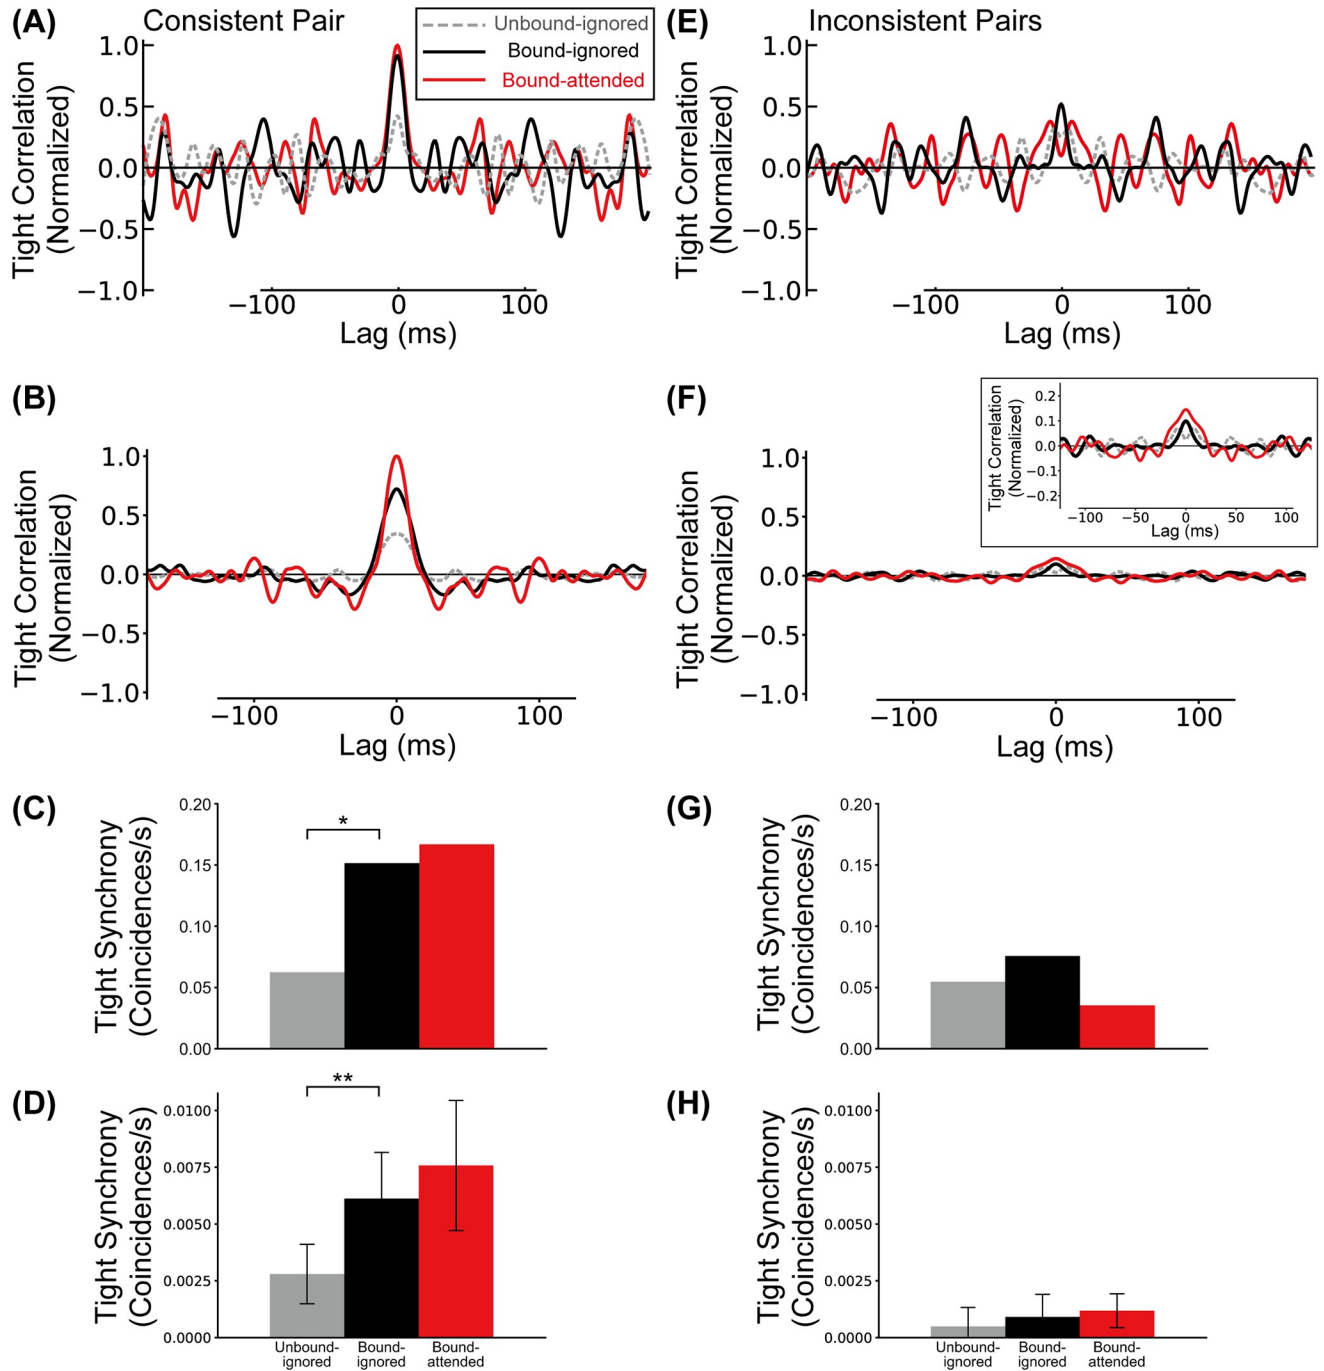 (A) Consistent Pair
Unbound-ignored
Bound-ignored
Bound-attended
Tight Correlation
(Normalized)
1.0
0.5
0.0
−0.5
−1.0
−100 0 100
Lag (ms)
(E) Inconsistent Pairs
Tight Correlation
(Normalized)
1.0
0.5
0.0
−0.5
−1.0
−100 0 100
Lag (ms)
(B)
Tight Correlation
(Normalized)
1.0
0.5
0.0
−0.5
−1.0
−100 0 100
Lag (ms)
(F)
Tight Correlation
(Normalized)
1.0
0.5
0.0
−0.5
−1.0
−100 0 100
Lag (ms)
Tight Correlation
(Normalized)
0.2
0.1
0.0
−0.1
−0.2
−100 −50 0 50 100
Lag (ms)
(C)
Tight Synchrony
(Coincidences/s)
0.20
0.15
0.10
0.05
0.00
*
(G)
Tight Synchrony
(Coincidences/s)
0.20
0.15
0.10
0.05
0.00
(D)
Tight Synchrony
(Coincidences/s)
0.0100
0.0075
0.0050
0.0025
0.0000
**
Unbound- Bound- Bound-
ignored ignored attended
(H)
Tight Synchrony
(Coincidences/s)
0.0100
0.0075
0.0050
0.0025
0.0000
Unbound- Bound- Bound-
ignored ignored attended